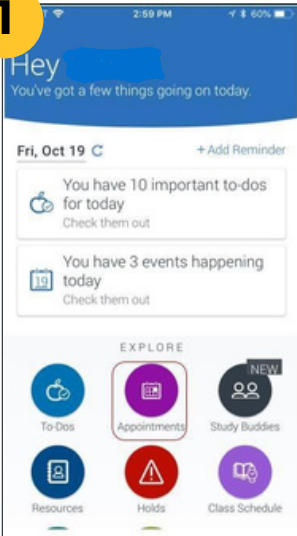 1
2:59 PM
60%
Hey
You've got a few things going on today.
Fri, Oct 19
+ Add Reminder
You have 10 important to-dos
for today
Check them out
You have 3 events happening
19
today
Check them out
EXPLORE
NEW
To-Dos
Appointments
Study Buddies
Resources
Holds
Class Schedule